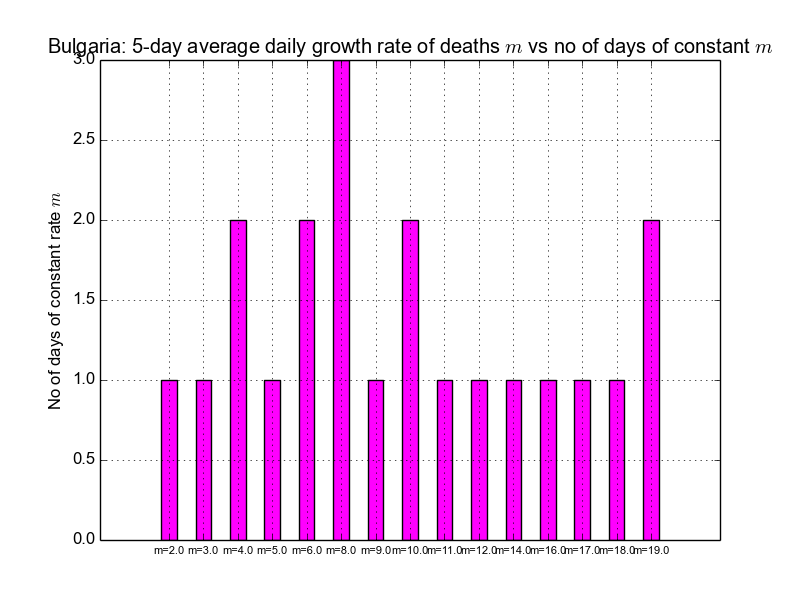 Bulgaria: 5-day average daily growth rate of deaths m vs no of days of constant m
3.0
2.5
2.0
1.5
1.0
0.5
0.0
No of days of constant rate m
m=2.0 m=3.0 m=4.0 m=5.0 m=6.0 m=8.0 m=9.0 m=10.0 m=11.0 m=12.0 m=14.0 m=16.0 m=17.0 m=18.0 m=19.0